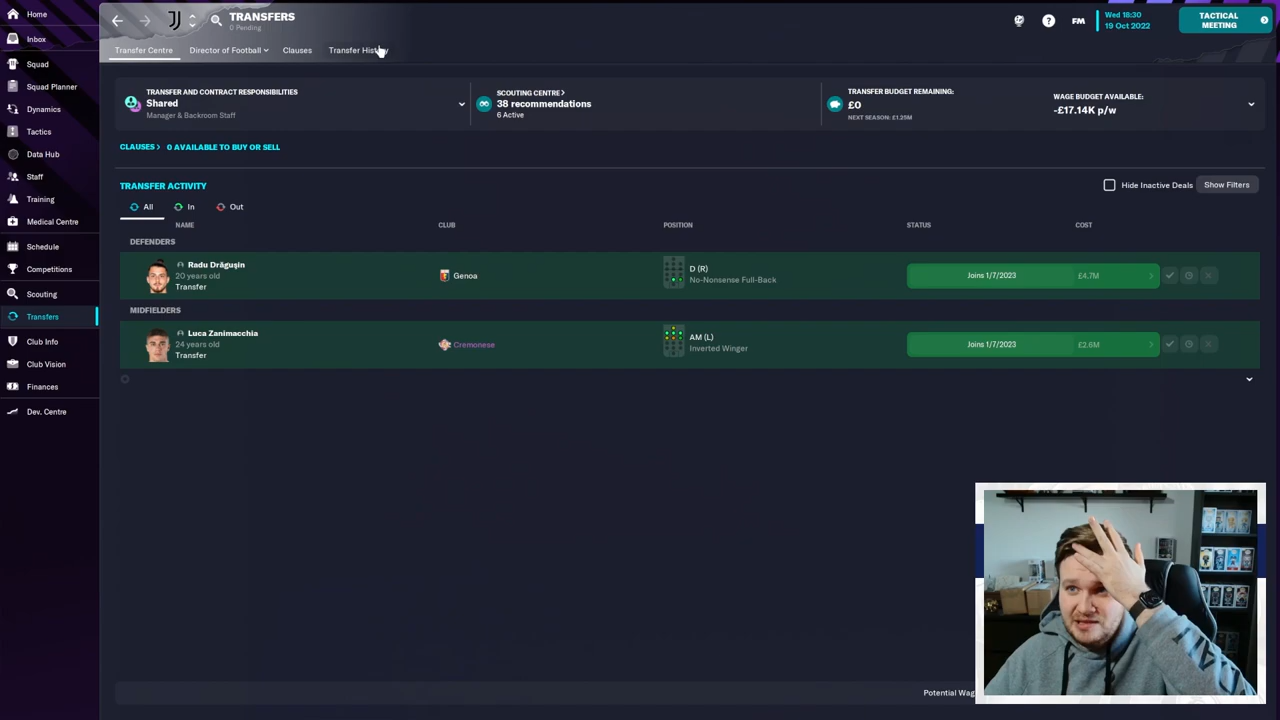 Home
Inbox
Squad
Squad Planner
Dynamics
Tactics
Data Hub
Staff
Training
Medical Centre
Schedule
Competitions
Scouting
Transfers
Club Info
Club Vision
Finances
Dev. Centre
TRANSFERS
0 Pending
FM
Wed 18:30
19 Oct 2022
TACTICAL
MEETING
Transfer Centre
Director of Football
Clauses
Transfer History
TRANSFER AND CONTRACT RESPONSIBILITIES
Shared
Manager & Backroom Staff
SCOUTING CENTRE >
38 recommendations
6 Active
TRANSFER BUDGET REMAINING:
£0
NEXT SEASON: £1.25M
WAGE BUDGET AVAILABLE:
-£17.14K p/w
CLAUSES > 0 AVAILABLE TO BUY OR SELL
TRANSFER ACTIVITY
Hide Inactive Deals
Show Filters
All
In
Out
NAME CLUB POSITION STATUS COST
DEFENDERS
Radu Drăgușin
20 years old
Transfer
Genoa
D (R)
No-Nonsense Full-Back
Joins 1/7/2023
£4.7M
MIDFIELDERS
Luca Zanimacchia
24 years old
Transfer
Cremonese
AM (L)
Inverted Winger
Joins 1/7/2023
£2.6M
Potential Wag